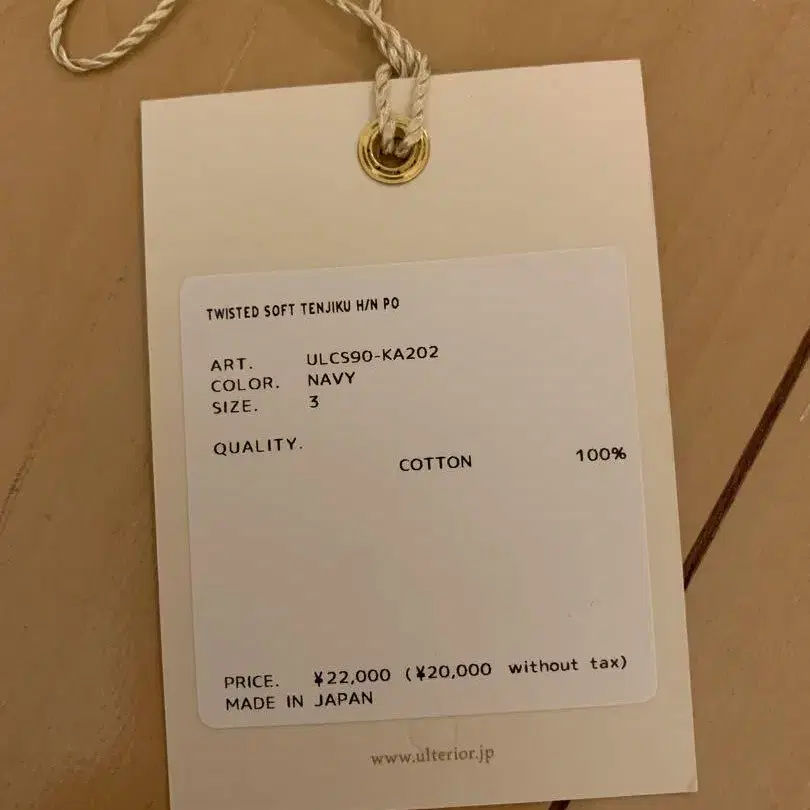 TWISTED SOFT TENJIKU H/N PO
ART. ULCS90-KA202
COLOR. NAVY
SIZE. 3
QUALITY.
COTTON 100%
PRICE. ¥22,000 (¥20,000 without tax)
MADE IN JAPAN
www.ulterior.jp